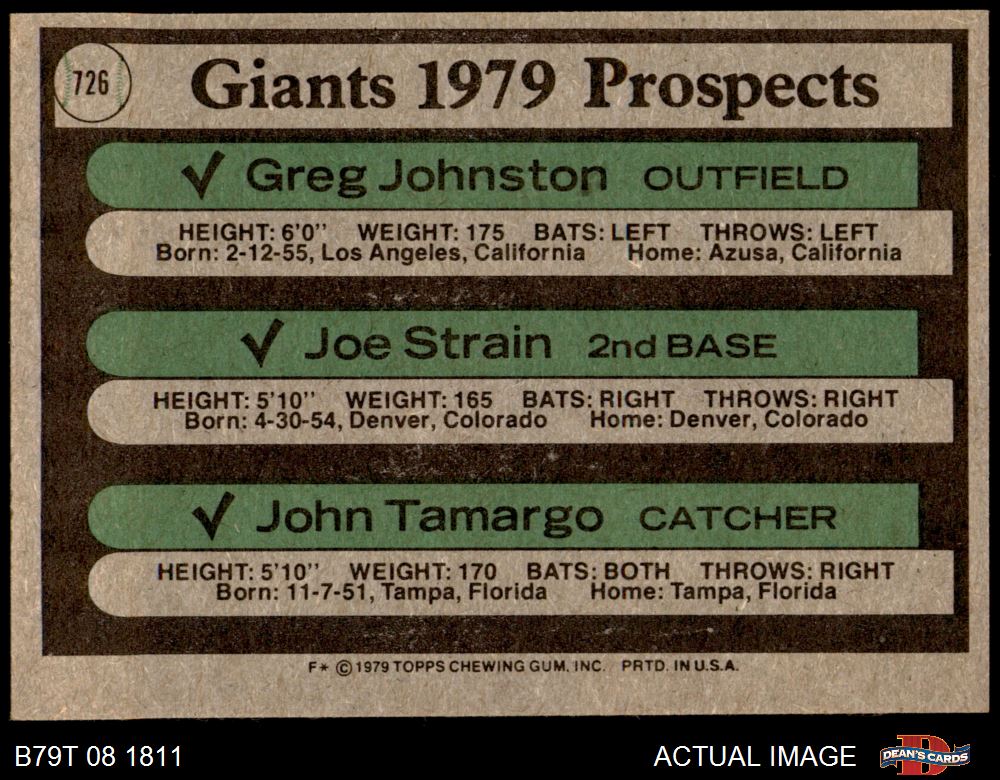 726
Giants 1979 Prospects
✓ Greg Johnston OUTFIELD
HEIGHT: 6'0" WEIGHT: 175 BATS: LEFT THROWS: LEFT
Born: 2-12-55, Los Angeles, California Home: Azusa, California
✓ Joe Strain 2nd BASE
HEIGHT: 5'10" WEIGHT: 165 BATS: RIGHT THROWS: RIGHT
Born: 4-30-54, Denver, Colorado Home: Denver, Colorado
✓ John Tamargo CATCHER
HEIGHT: 5'10" WEIGHT: 170 BATS: BOTH THROWS: RIGHT
Born: 11-7-51, Tampa, Florida Home: Tampa, Florida
F* © 1979 TOPPS CHEWING GUM, INC. PRTD. IN U.S.A.
B79T 08 1811
ACTUAL IMAGE
D
DEAN'S CARDS